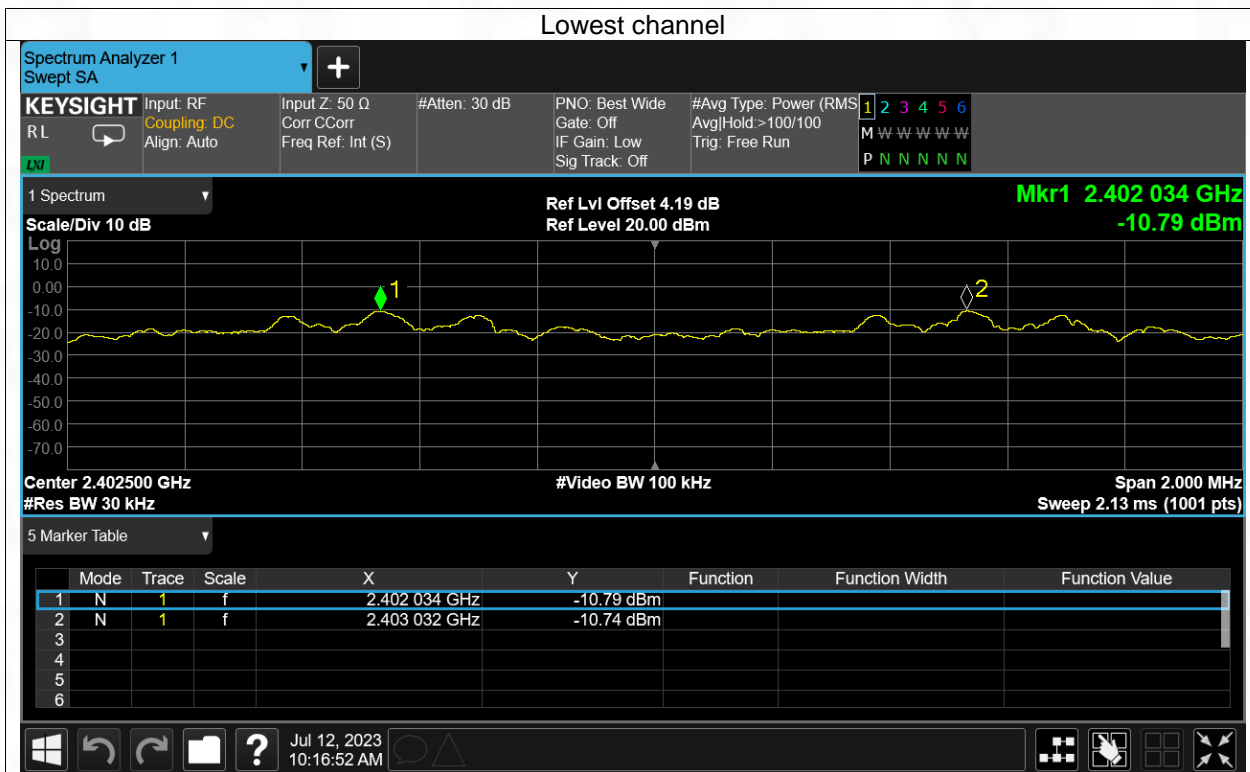 Lowest channel
Spectrum Analyzer 1
Swept SA
+
KEYSIGHT Input: RF Input Z: 50 Ω #Atten: 30 dB PNO: Best Wide #Avg Type: Power (RMS 1 2 3 4 5 6
RL Coupling: DC Corr CCorr Gate: Off Avg|Hold:>100/100 M W W W W W
Align: Auto Freq Ref: Int (S) IF Gain: Low Trig: Free Run
LXI Sig Track: Off P N N N N N
1 Spectrum Ref Lvl Offset 4.19 dB Mkr1 2.402 034 GHz
Scale/Div 10 dB Ref Level 20.00 dBm -10.79 dBm
Log
10.0
0.00 1 2
-10.0
-20.0
-30.0
-40.0
-50.0
-60.0
-70.0
Center 2.402500 GHz #Video BW 100 kHz Span 2.000 MHz
#Res BW 30 kHz Sweep 2.13 ms (1001 pts)
5 Marker Table
Mode Trace Scale X Y Function Function Width Function Value
1 N 1 f 2.402 034 GHz -10.79 dBm
2 N 1 f 2.403 032 GHz -10.74 dBm
3
4
5
6
? Jul 12, 2023
10:16:52 AM